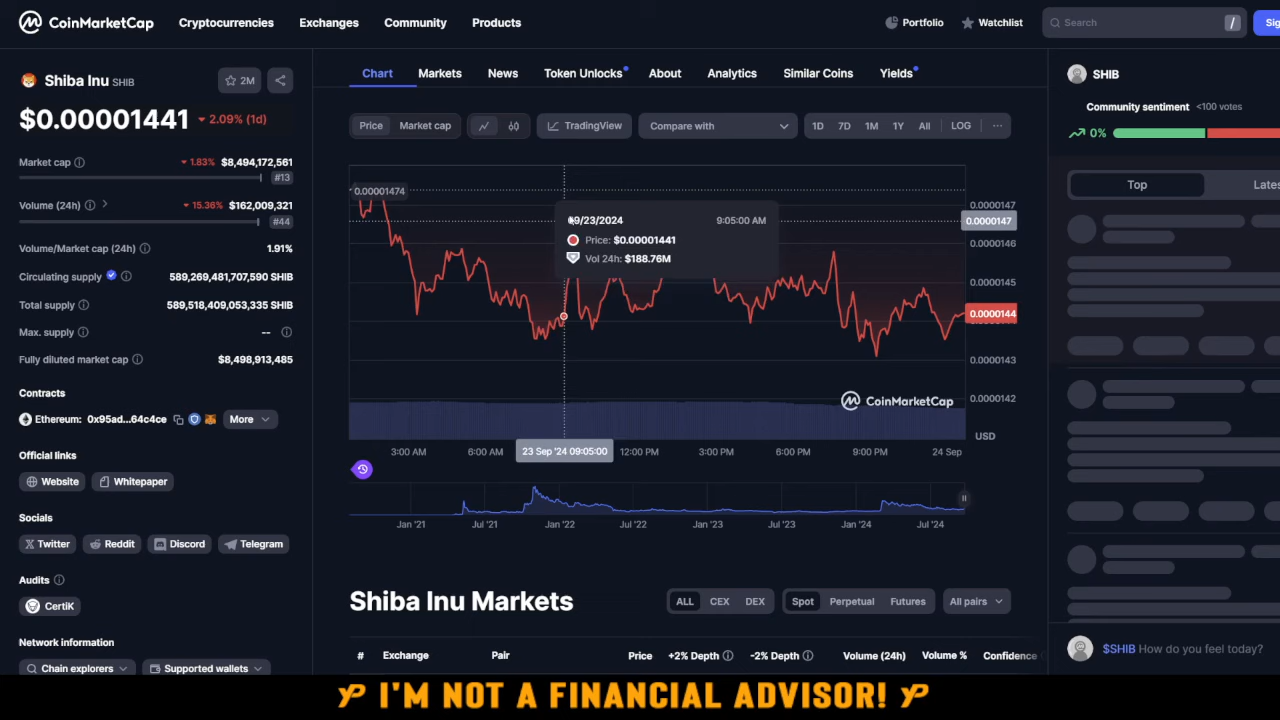 CoinMarketCap Cryptocurrencies Exchanges Community Products Portfolio Watchlist Search /
Shiba Inu SHIB 2M
$0.00001441 2.09% (1d)
Market cap 1.83% $8,494,172,561
#13
Volume (24h) 15.36% $162,009,321
#44
Volume/Market cap (24h) 1.91%
Circulating supply 589,269,481,707,590 SHIB
Total supply 589,518,409,053,335 SHIB
Max. supply --
Fully diluted market cap $8,498,913,485
Contracts
Ethereum: 0x95ad...64c4ce More
Official links
Website Whitepaper
Socials
Twitter Reddit Discord Telegram
Audits
CertiK
Network information
Chain explorers Supported wallets
Chart Markets News Token Unlocks About Analytics Similar Coins Yields
Price Market cap TradingView Compare with 1D 7D 1M 1Y All LOG ...
0.00001474
09/23/2024 9:05:00 AM
Price: $0.00001441
Vol 24h: $188.76M
0.0000147
0.0000147
0.0000146
0.0000145
0.0000144
0.0000143
0.0000142
CoinMarketCap
USD
3:00 AM 6:00 AM 23 Sep '24 09:05:00 12:00 PM 3:00 PM 6:00 PM 9:00 PM 24 Sep
Jan '21 Jul '21 Jan '22 Jul '22 Jan '23 Jul '23 Jan '24 Jul '24
Shiba Inu Markets ALL CEX DEX Spot Perpetual Futures All pairs
# Exchange Pair Price +2% Depth -2% Depth Volume (24h) Volume % Confidence
SHIB
Community sentiment <100 votes
0%
Top
$SHIB How do you feel today?
I'M NOT A FINANCIAL ADVISOR!